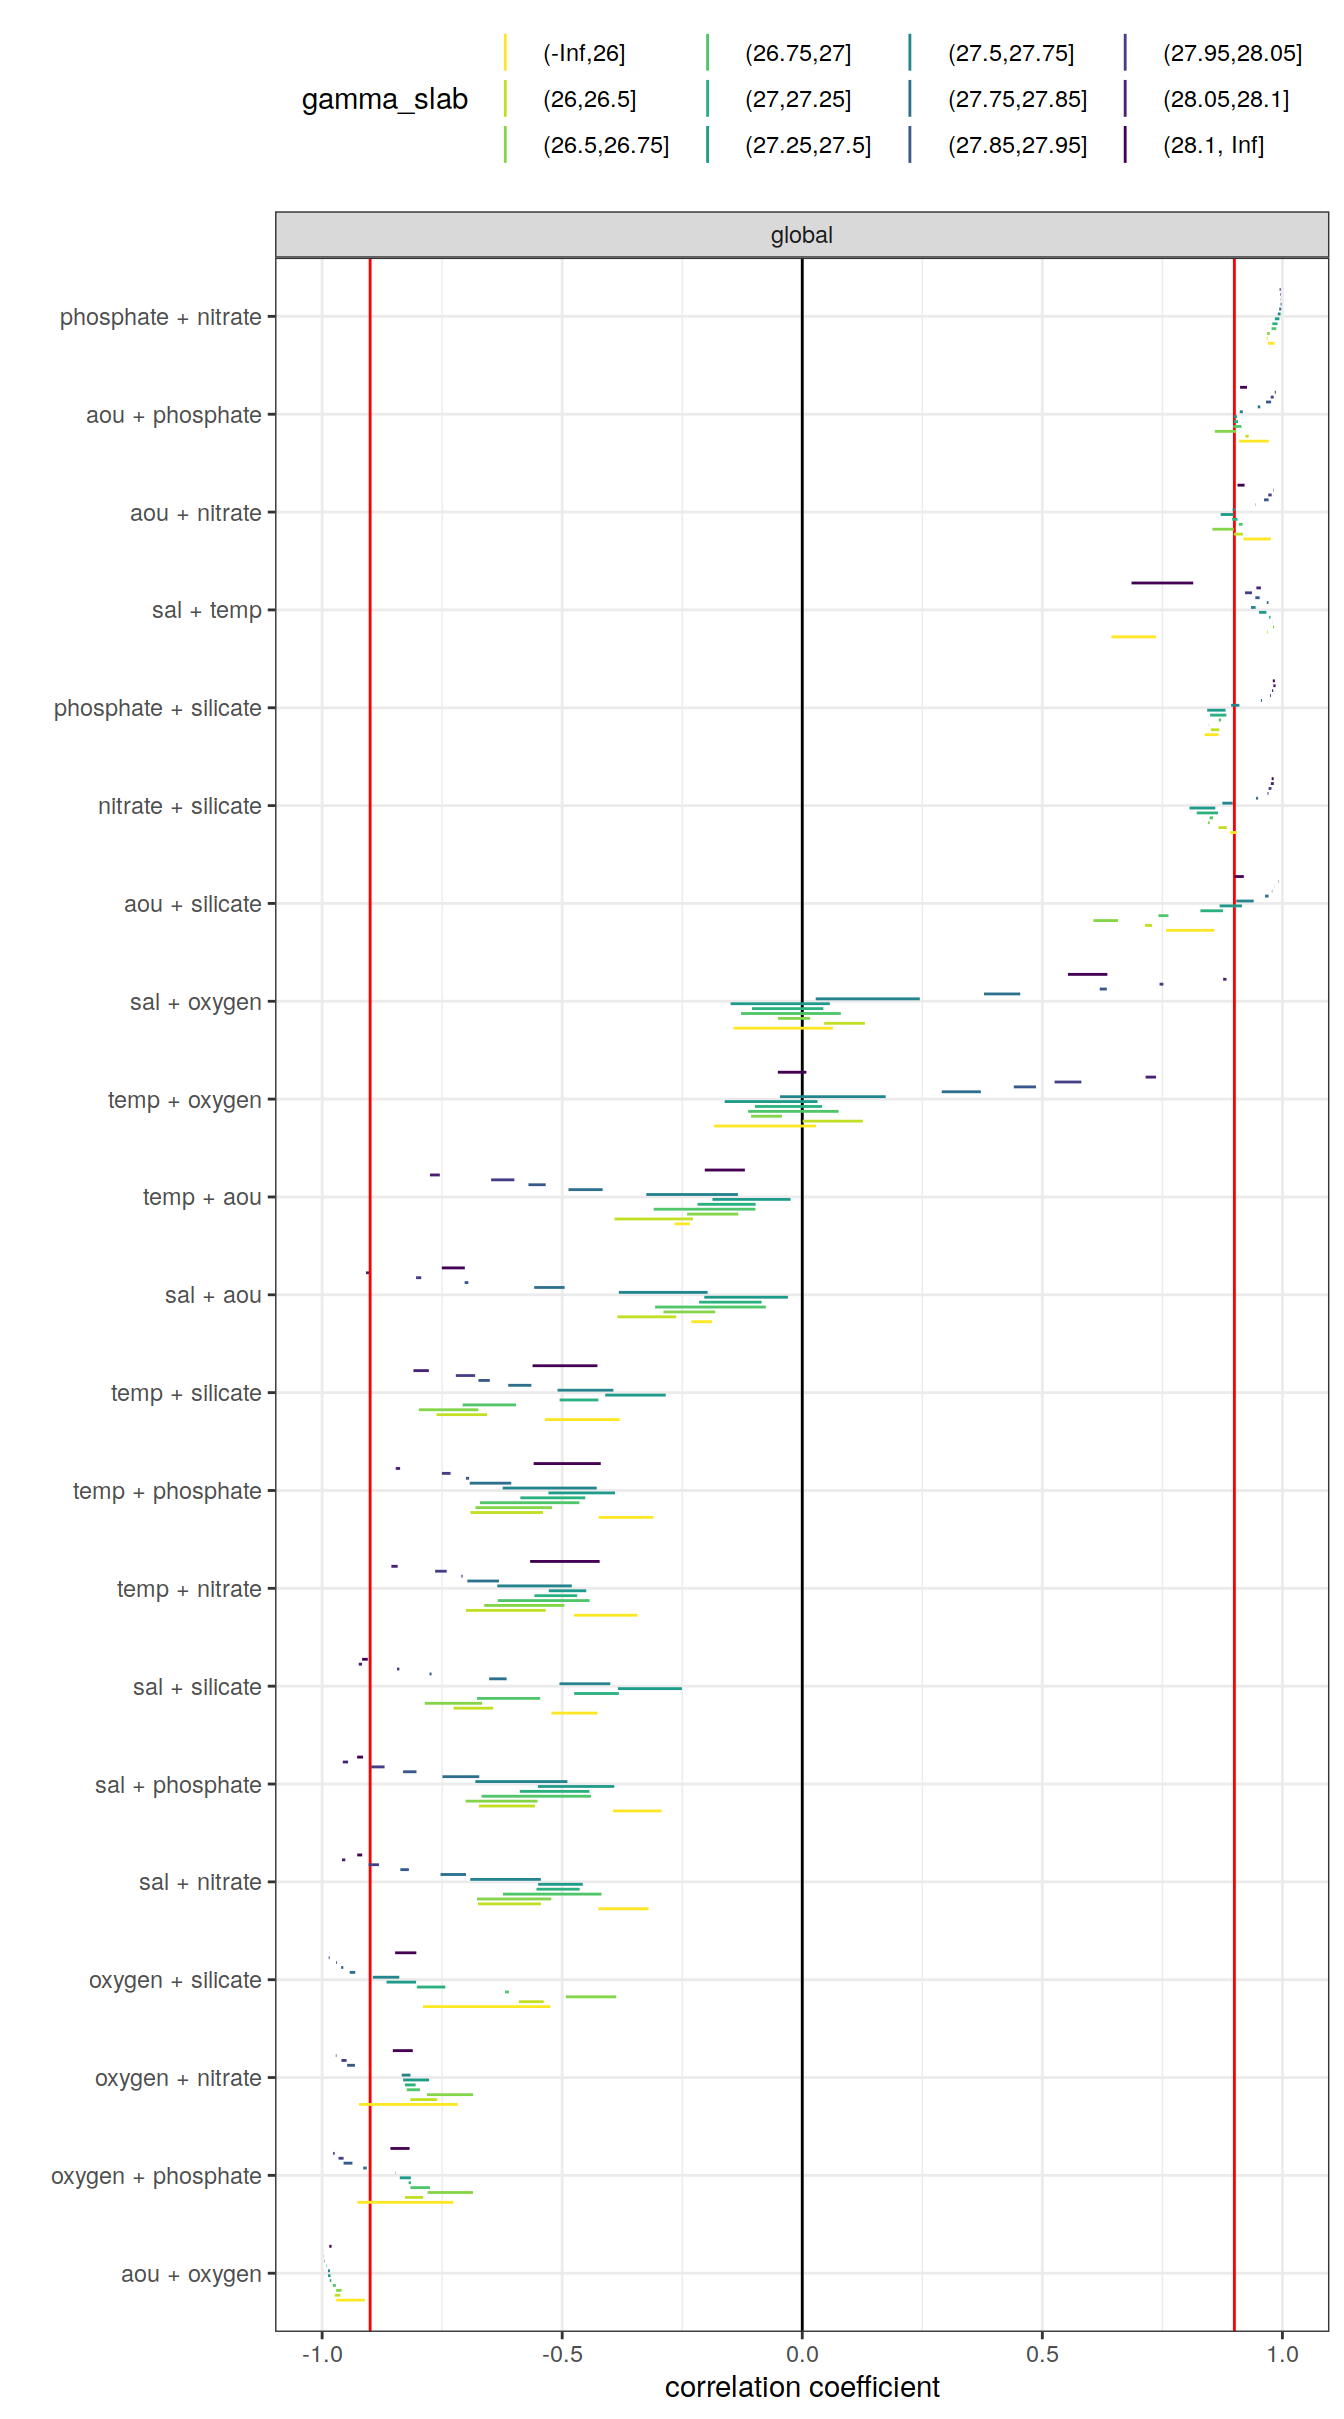 gamma_slab
(-Inf,26]
(26,26.5]
(26.5,26.75]
(26.75,27]
(27,27.25]
(27.25,27.5]
(27.5,27.75]
(27.75,27.85]
(27.85,27.95]
(27.95,28.05]
(28.05,28.1]
(28.1, Inf]
global
phosphate + nitrate
aou + phosphate
aou + nitrate
sal + temp
phosphate + silicate
nitrate + silicate
aou + silicate
sal + oxygen
temp + oxygen
temp + aou
sal + aou
temp + silicate
temp + phosphate
temp + nitrate
sal + silicate
sal + phosphate
sal + nitrate
oxygen + silicate
oxygen + nitrate
oxygen + phosphate
aou + oxygen
-1.0 -0.5 0.0 0.5 1.0
correlation coefficient